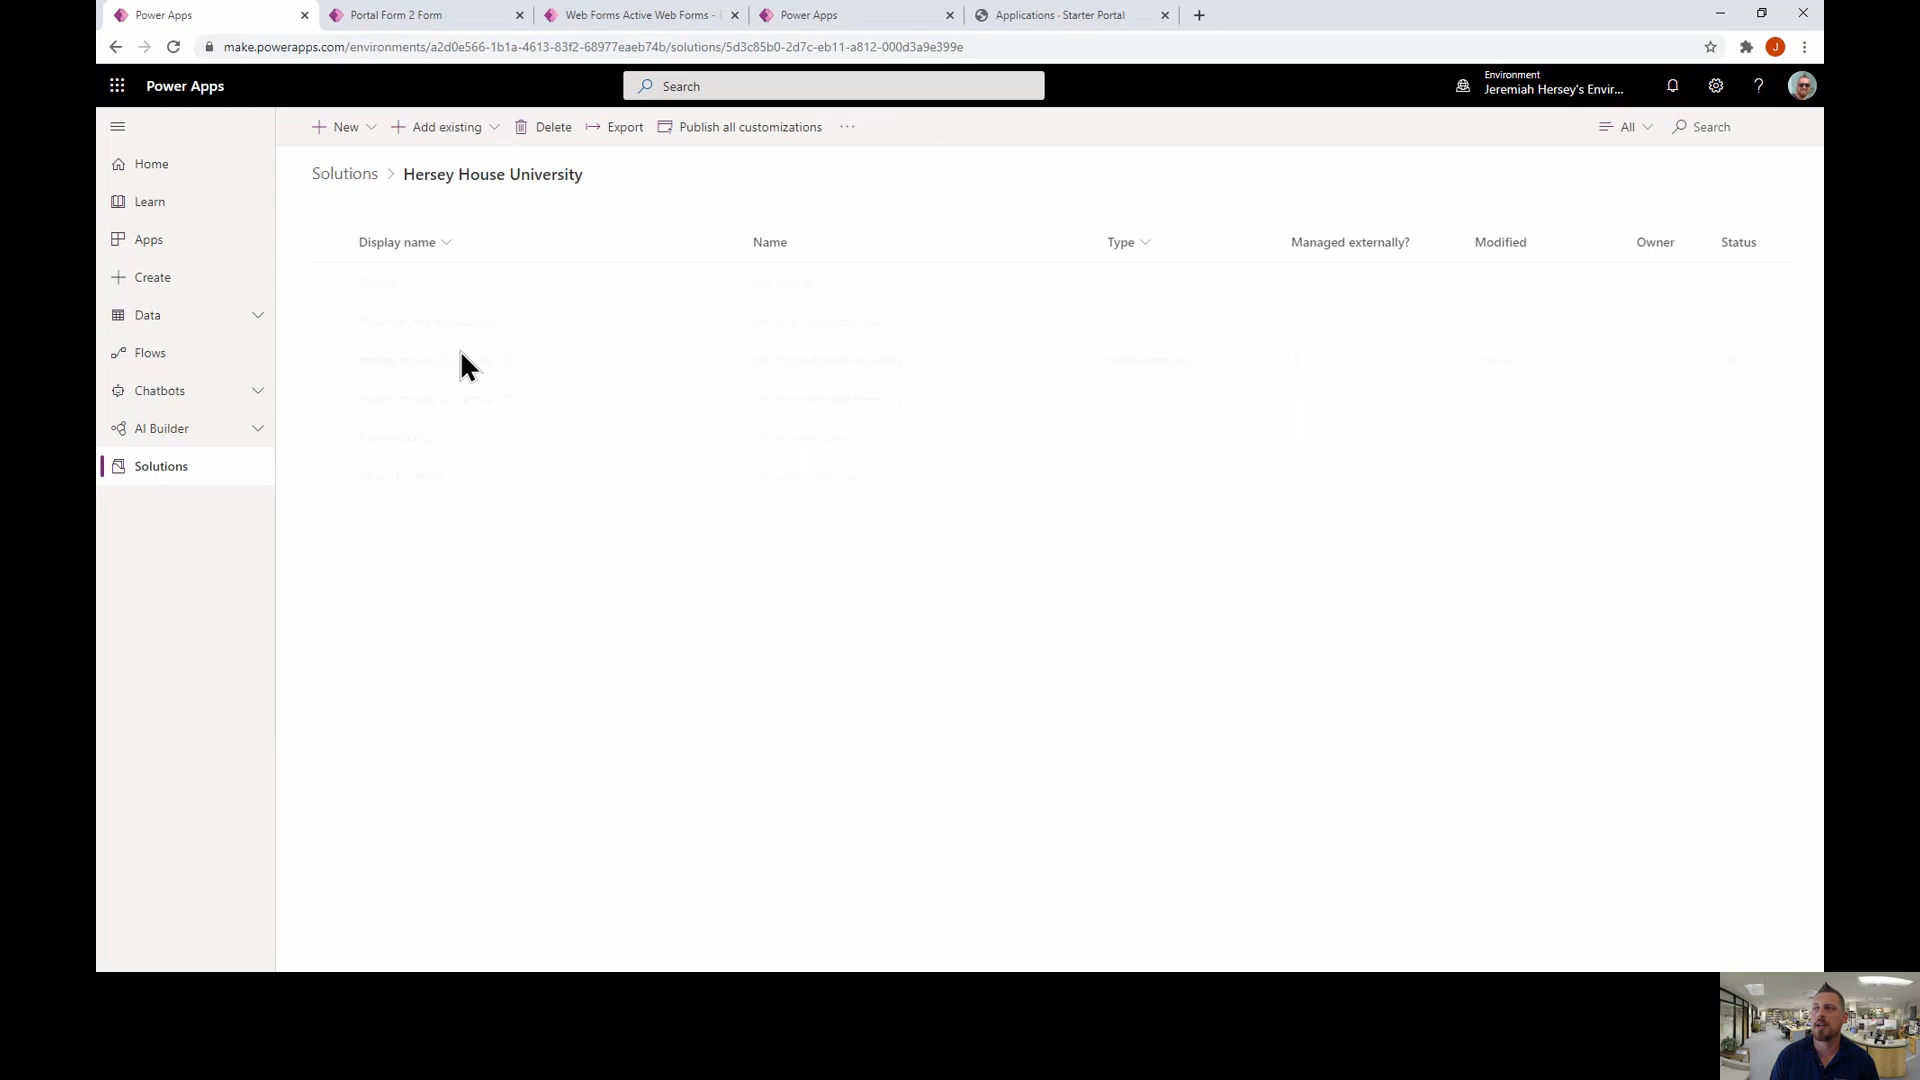 Power Apps
Portal Form 2 Form
Web Forms Active Web Forms -
Power Apps
Applications · Starter Portal
make.powerapps.com/environments/a2d0e566-1b1a-4613-83f2-68977eaeb74b/solutions/5d3c85b0-2d7c-eb11-a812-000d3a9e399e
J
Power Apps
Search
Environment
Jeremiah Hersey's Envir...
New
Add existing
Delete
Export
Publish all customizations
All
Search
Home
Learn
Apps
Create
Data
Flows
Chatbots
AI Builder
Solutions
Solutions > Hersey House University
Display name
Name
Type
Managed externally?
Modified
Owner
Status